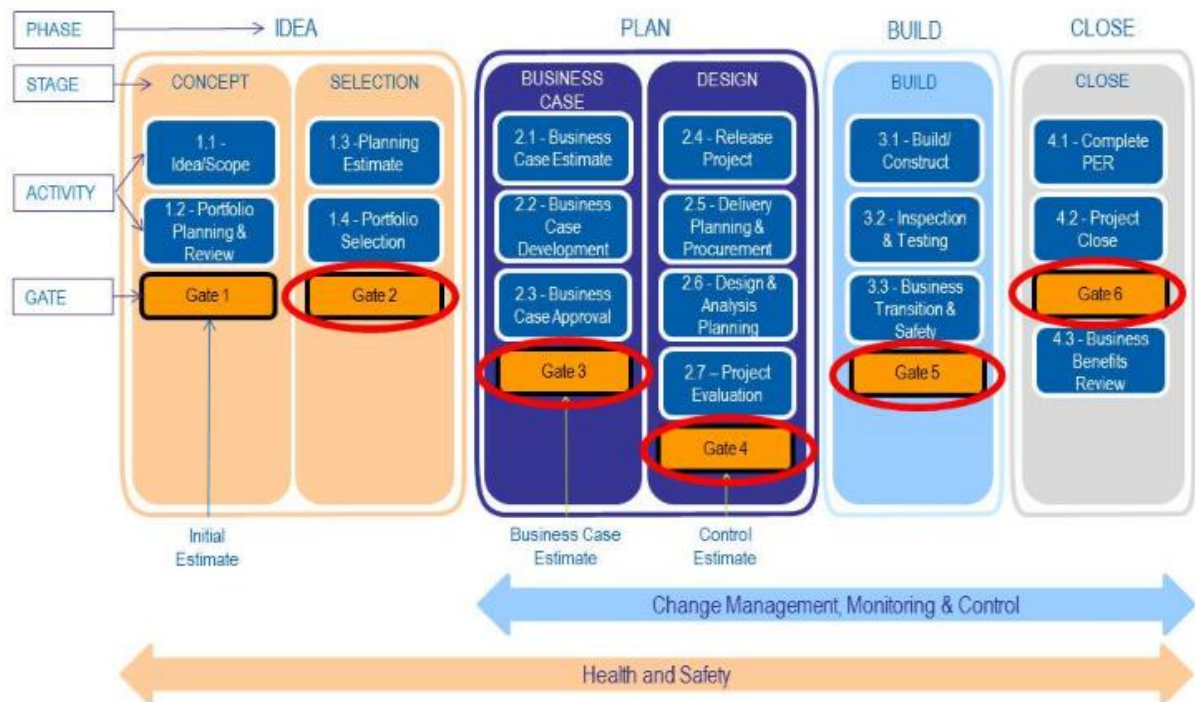 PHASE
IDEA
PLAN
BUILD
CLOSE
STAGE
CONCEPT
SELECTION
BUSINESS
CASE
DESIGN
BUILD
CLOSE
ACTIVITY
1.1 -
Idea/Scope
1.2 - Portfolio
Planning &
Review
1.3 -Planning
Estimate
1.4 - Portfolio
Selection
2.1 - Business
Case Estimate
2.2 - Business
Case
Development
2.3 - Business
Case Approval
2.4 - Release
Project
2.5 - Delivery
Planning &
Procurement
2.6 - Design &
Analysis
Planning
2.7 – Project
Evaluation
3.1 - Build/
Construct
3.2 - Inspection
& Testing
3.3 - Business
Transition &
Safety
4.1 - Complete
PER
4.2 - Project
Close
GATE
Gate 1
Gate 2
Gate 3
Gate 4
Gate 5
Gate 6
4.3 - Business
Benefits
Review
Initial
Estimate
Business Case
Estimate
Control
Estimate
Change Management, Monitoring & Control
Health and Safety